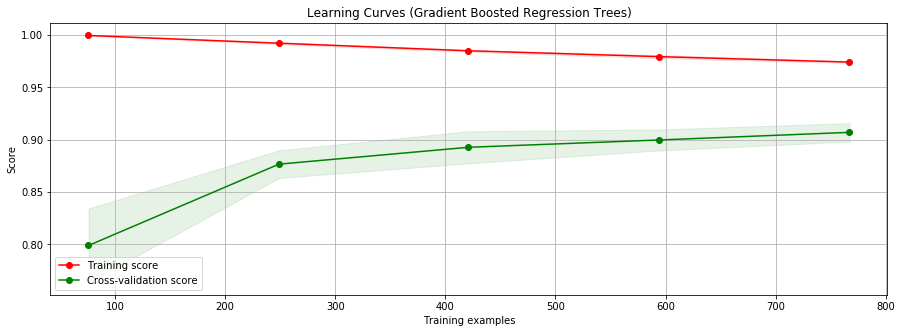 Learning Curves (Gradient Boosted Regression Trees)
Score
1.00
0.95
0.90
0.85
0.80
Training score
Cross-validation score
100 200 300 400 500 600 700 800
Training examples